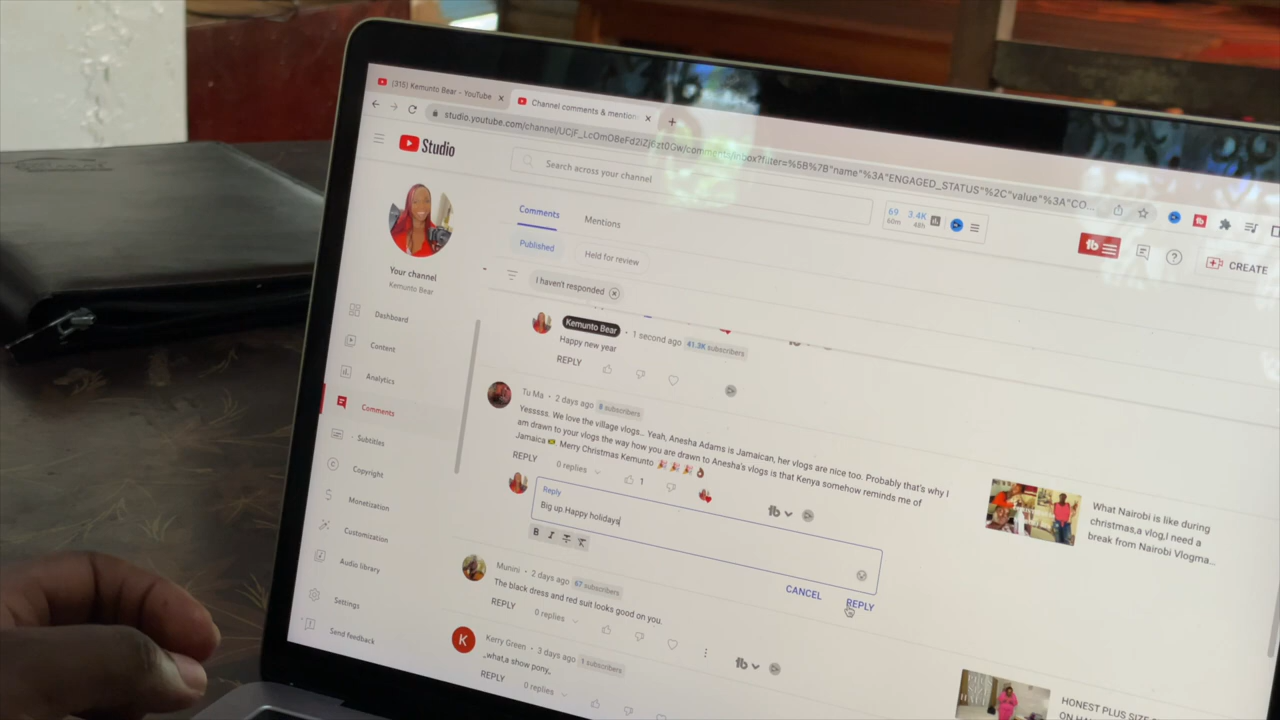 (315) Kemunto Bear - YouTube
Channel comments & mention
studio.youtube.com/channel/UCjF_LcOmO8eFd2iZj6zt0Gw/comments/inbox?filter=%5B%7B"name"%3A"ENGAGED_STATUS"%2C"value"%3A"CO...
Studio
Search across your channel
69
60m
3.4K
48h
CREATE
Your channel
Kemunto Bear
Dashboard
Content
Analytics
Comments
Subtitles
Copyright
Monetization
Customization
Audio library
Settings
Send feedback
Comments
Mentions
Published
Held for review
I haven't responded
Kemunto Bear • 1 second ago 41.3K subscribers
Happy new year
REPLY
Tu Ma • 2 days ago 8 subscribers
Yesssss. We love the village vlogs... Yeah, Anesha Adams is Jamaican, her vlogs are nice too. Probably that's why I
am drawn to your vlogs the way how you are drawn to Anesha's vlogs is that Kenya somehow reminds me of
Jamaica 🇯🇲. Merry Christmas Kemunto 🎉🎉🎉👌🏿
REPLY
0 replies
1
Reply
Big up.Happy holidays
B I
CANCEL
REPLY
Munini • 2 days ago 67 subscribers
The black dress and red suit looks good on you.
REPLY
0 replies
K
Kerry Green • 3 days ago 1 subscribers
,,what,a show pony,,
REPLY
0 replies
What Nairobi is like during
christmas,a vlog,I need a
break from Nairobi Vlogma...
HONEST PLUS SIZE